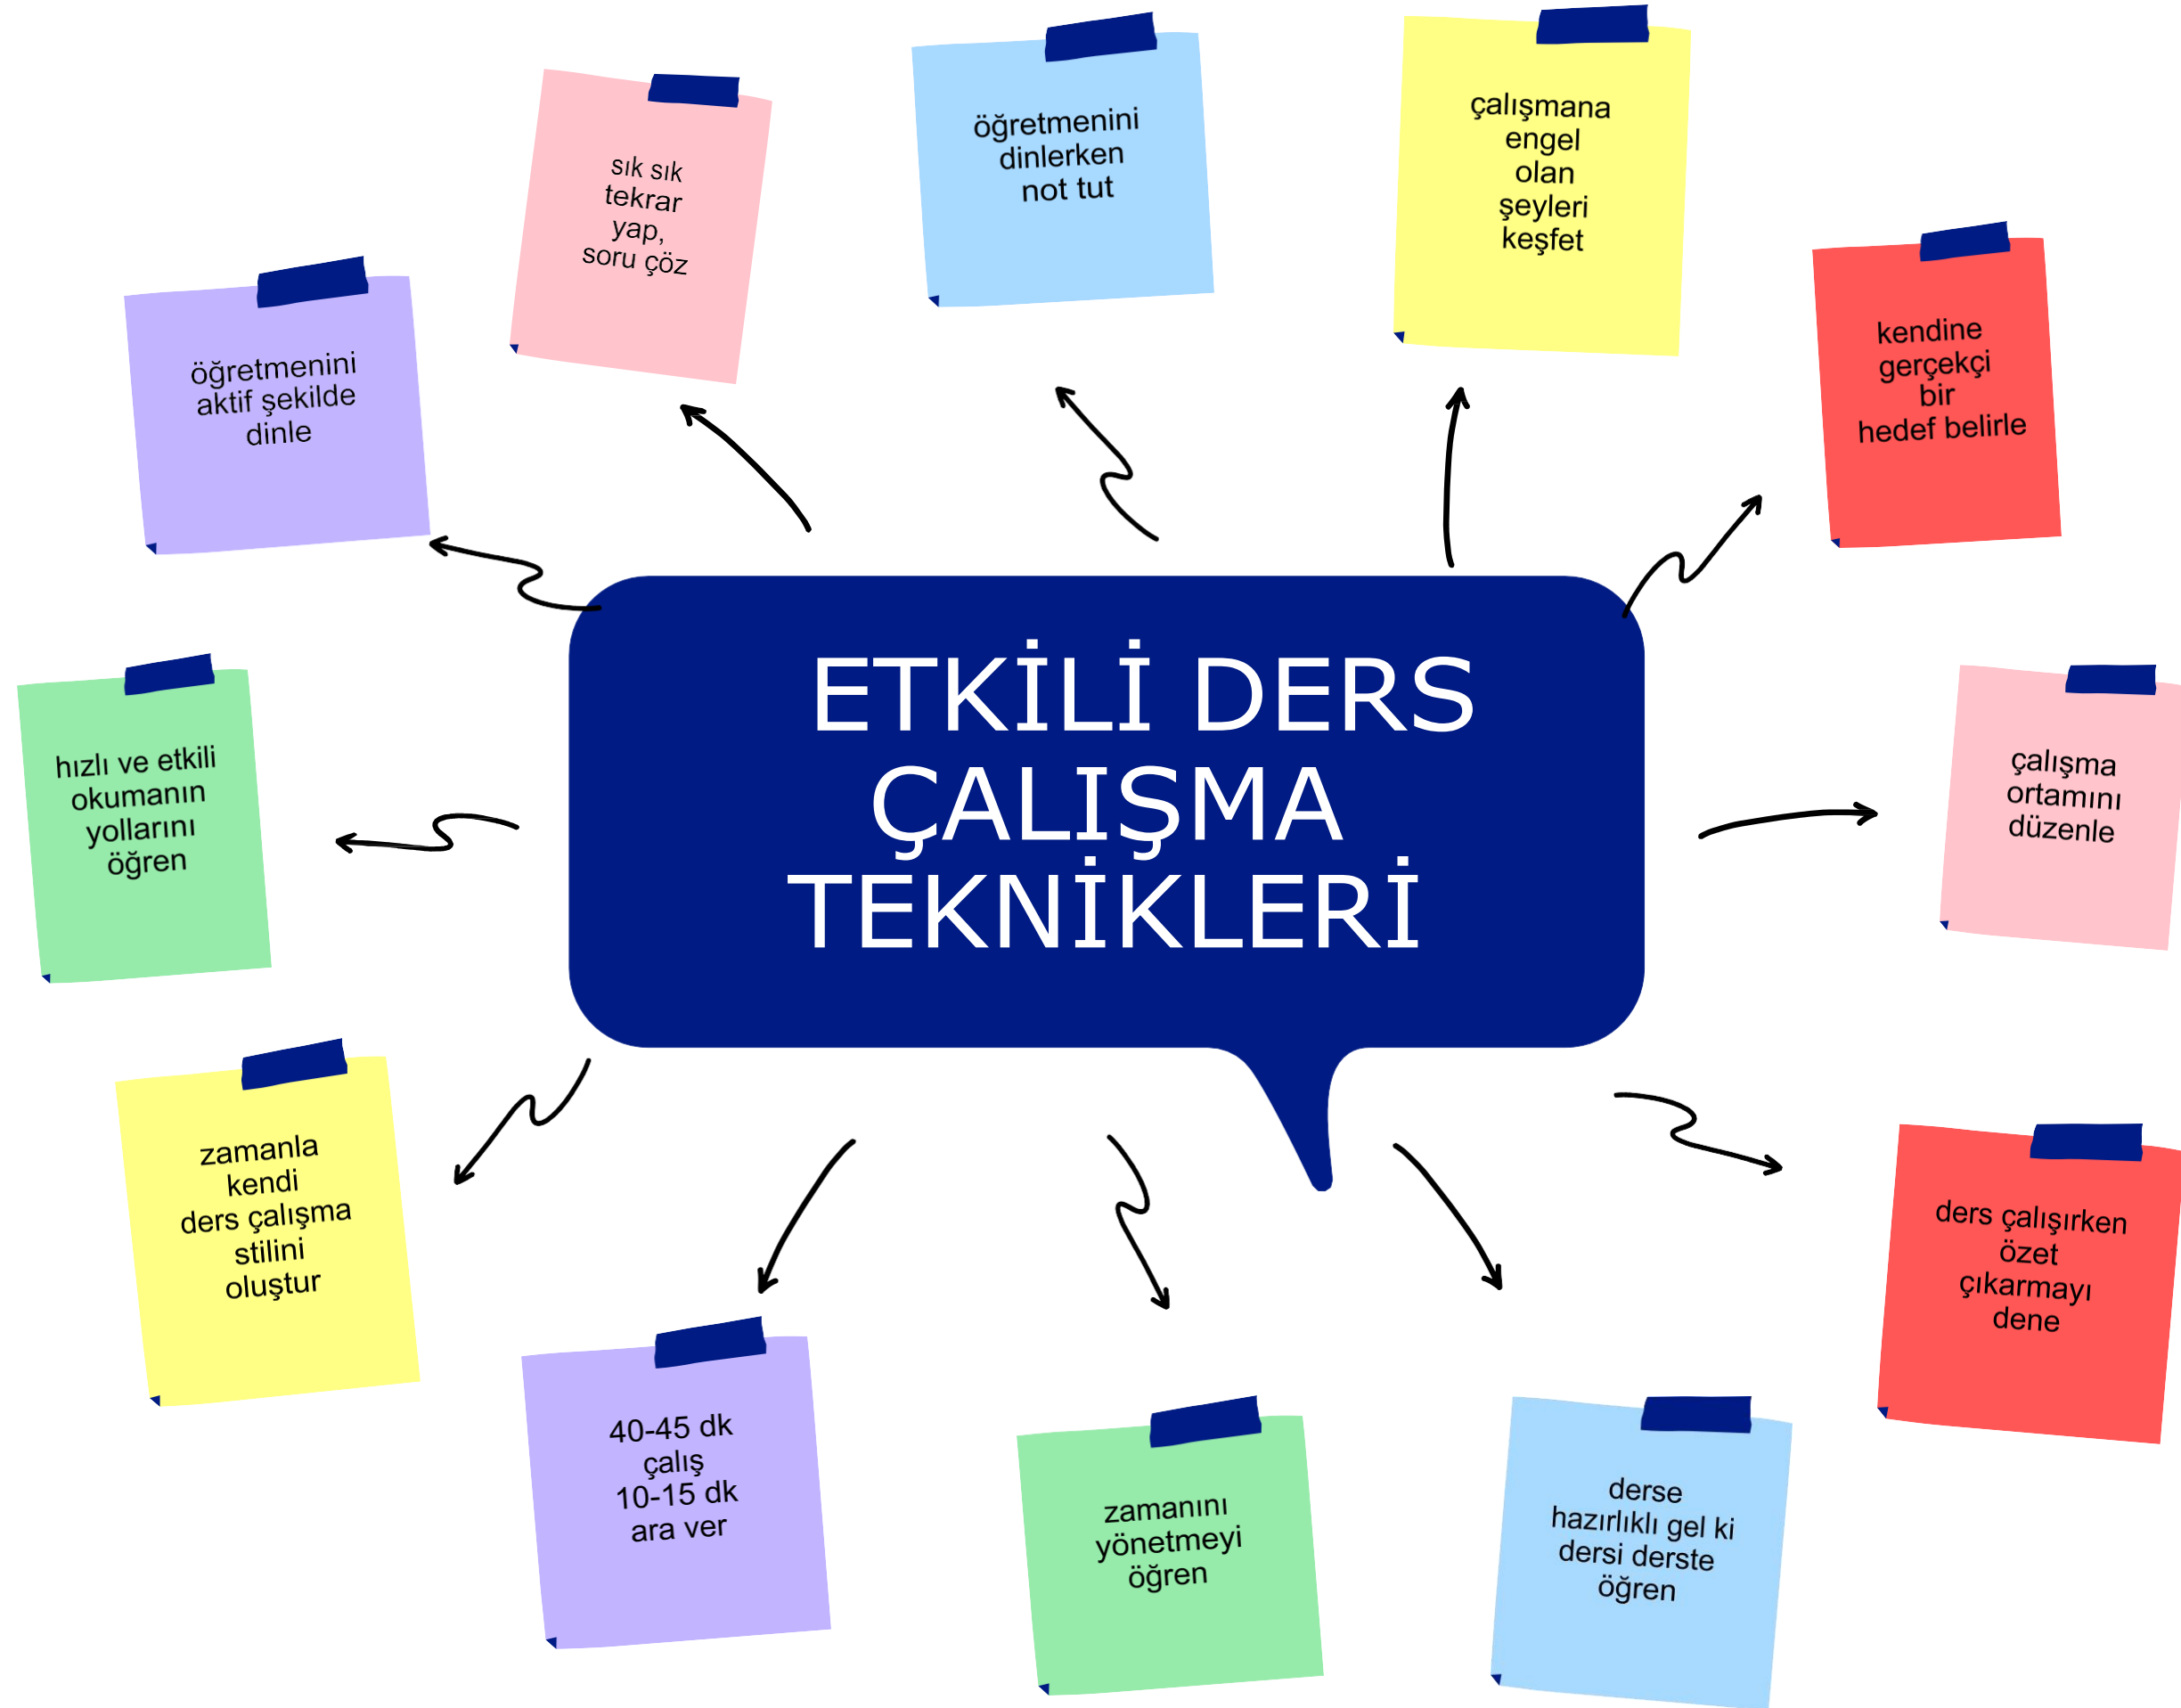 öğretmenini
dinlerken
not tut
çalışmana
engel
olan
şeyleri
keşfet
sık sık
tekrar
yap,
soru çöz
kendine
gerçekçi
bir
hedef belirle
öğretmenini
aktif şekilde
dinle
ETKİLİ DERS
ÇALIŞMA
TEKNİKLERİ
hızlı ve etkili
okumanın
yollarını
öğren
çalışma
ortamını
düzenle
zamanla
kendi
ders çalışma
stilini
oluştur
ders çalışırken
özet
çıkarmayı
dene
40-45 dk
çalış
10-15 dk
ara ver
zamanını
yönetmeyi
öğren
derse
hazırlıklı gel ki
dersi derste
öğren